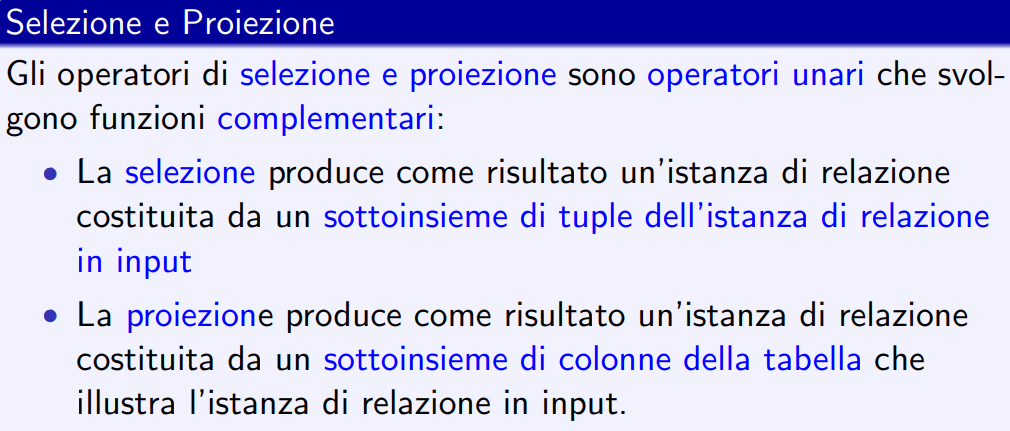 Selezione e Proiezione
Gli operatori di selezione e proiezione sono operatori unari che svol-
gono funzioni complementari:
• La selezione produce come risultato un'istanza di relazione
costituita da un sottoinsieme di tuple dell'istanza di relazione
in input
• La proiezione produce come risultato un'istanza di relazione
costituita da un sottoinsieme di colonne della tabella che
illustra l'istanza di relazione in input.